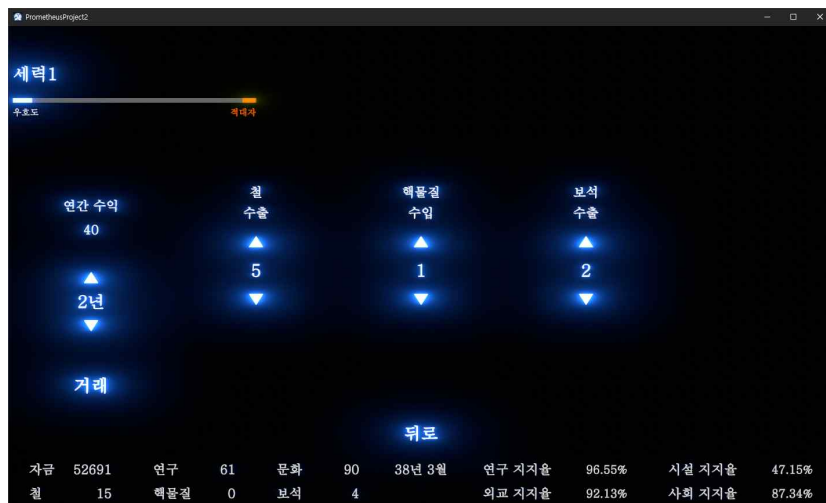 PrometheusProject2
세력1
우호도 적대자
철 핵물질 보석
연간 수익 수출 수입 수출
40
5 1 2
2년
거래
뒤로
자금 52691 연구 61 문화 90 38년 3월 연구 지지율 96.55% 시설 지지율 47.15%
철 15 핵물질 0 보석 4 외교 지지율 92.13% 사회 지지율 87.34%